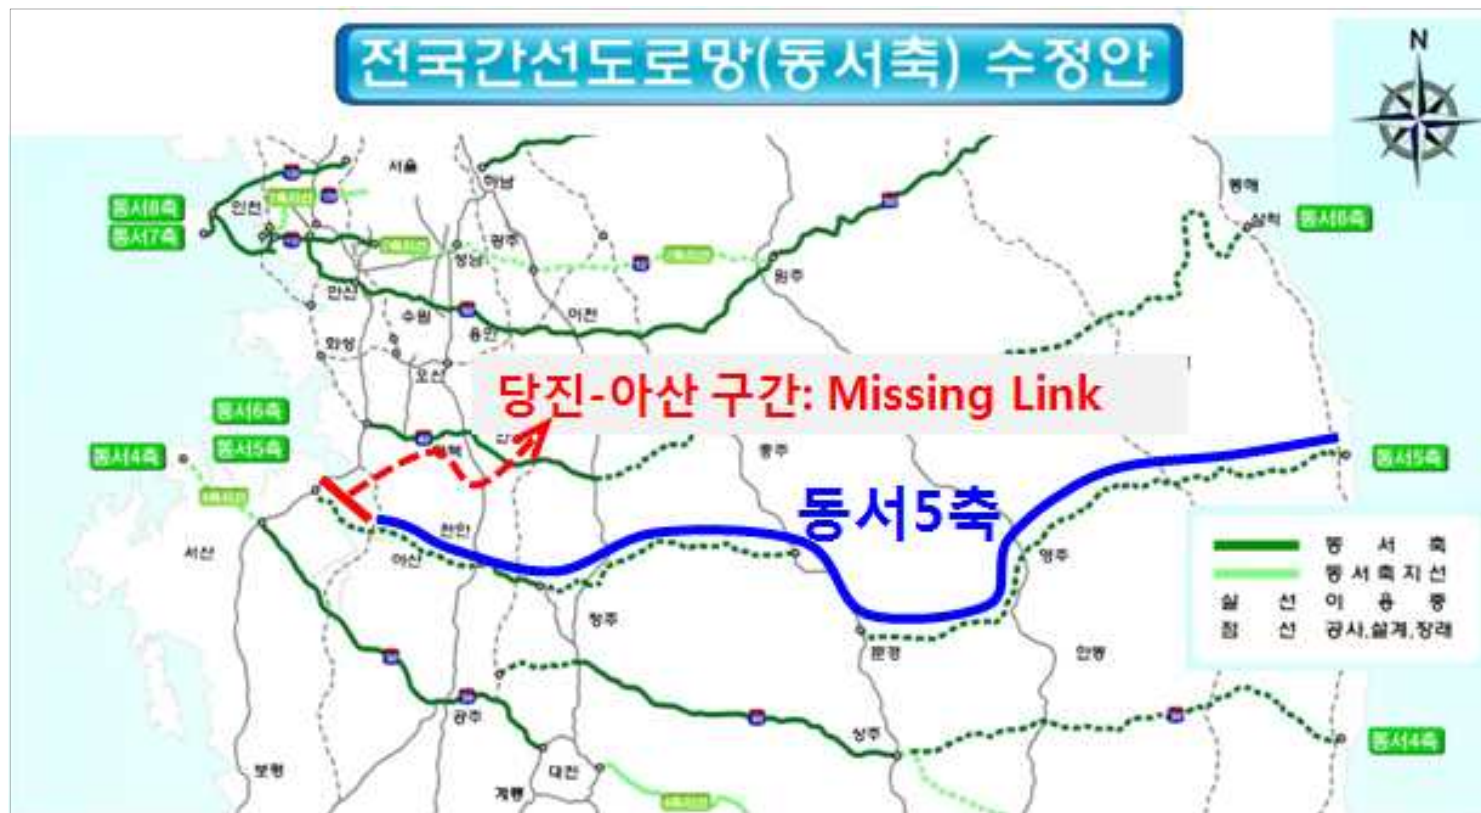 전국간선도로망(동서축) 수정안
N
서울
하남
동해
동서8축
인천
삼척
동서6축
동서7축
광주
성남
원주
안산
수원
용인
이천
화성
오산
당진-아산 구간: Missing Link
동서6축
동서5축
동서4축
충주
동서5축
동서5축
서산
천안
아산
영주
동 서 축
동 서 축 지 선
실 선 이 용 중
점 선 공사,설계,장래
청주
문경
안동
공주
상주
동서4축
보령
대전
계룡